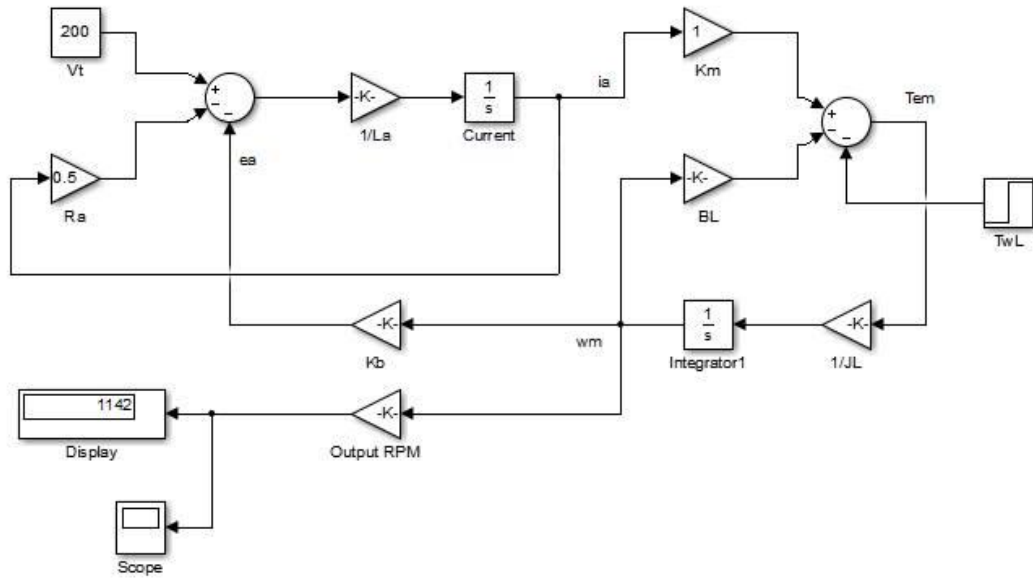 200
Vt
+
−
−
-K-
1/La
1
s
Current
ia
1
Km
+
−
−
Tem
ea
0.5
Ra
-K-
BL
TwL
-K-
Kb
wm
1
s
Integrator1
-K-
1/JL
1142
Display
-K-
Output RPM
Scope